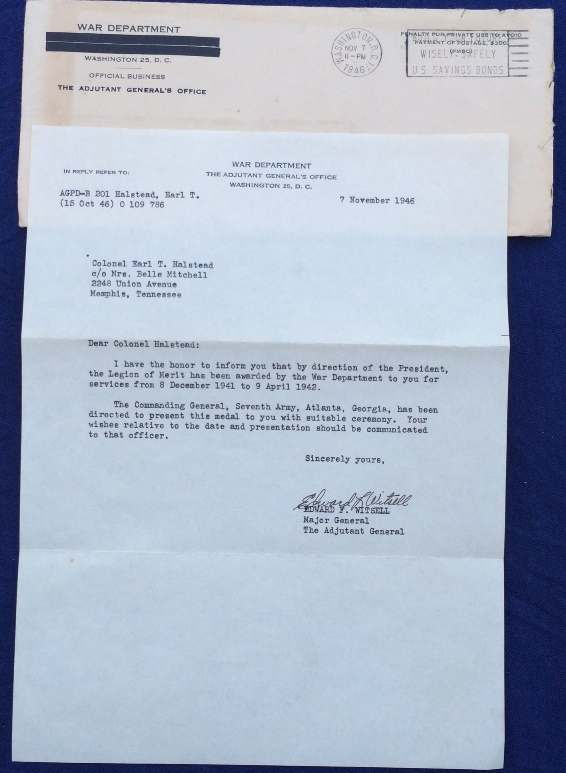 WAR DEPARTMENT
WASHINGTON 25, D. C.
OFFICIAL BUSINESS
THE ADJUTANT GENERAL'S OFFICE
WASHINGTON, D.C.
NOV 7
8-PM
1946
PENALTY FOR PRIVATE USE TO AVOID
PAYMENT OF POSTAGE, $300
WISELY-SAFELY
U.S. SAVINGS BONDS
IN REPLY REFER TO:
WAR DEPARTMENT
THE ADJUTANT GENERAL'S OFFICE
WASHINGTON 25, D. C.
AGPD-B 201 Halstead, Earl T.
(15 Oct 46) O 109 786
7 November 1946
Colonel Earl T. Halstead
c/o Mrs. Belle Mitchell
2248 Union Avenue
Memphis, Tennessee
Dear Colonel Halstead:
I have the honor to inform you that by direction of the President,
the Legion of Merit has been awarded by the War Department to you for
services from 8 December 1941 to 9 April 1942.
The Commanding General, Seventh Army, Atlanta, Georgia, has been
directed to present this medal to you with suitable ceremony. Your
wishes relative to the date and presentation should be communicated
to that officer.
Sincerely yours,
Edward F. Witsell
EDWARD F. WITSELL
Major General
The Adjutant General